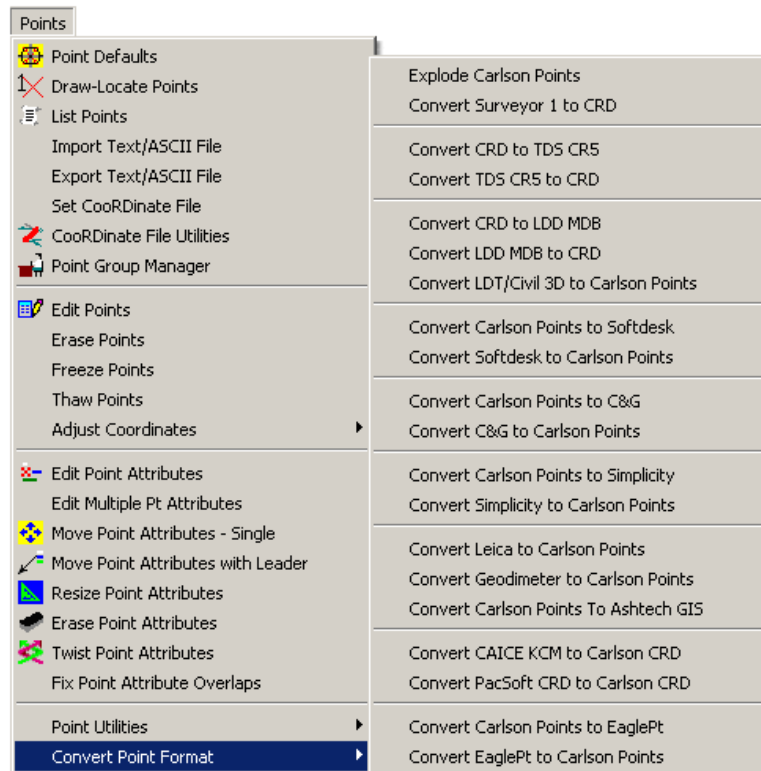 Points
Point Defaults
Draw-Locate Points
List Points
Import Text/ASCII File
Export Text/ASCII File
Set CooRDinate File
CooRDinate File Utilities
Point Group Manager
Edit Points
Erase Points
Freeze Points
Thaw Points
Adjust Coordinates
Edit Point Attributes
Edit Multiple Pt Attributes
Move Point Attributes - Single
Move Point Attributes with Leader
Resize Point Attributes
Erase Point Attributes
Twist Point Attributes
Fix Point Attribute Overlaps
Point Utilities
Convert Point Format
Explode Carlson Points
Convert Surveyor 1 to CRD
Convert CRD to TDS CR5
Convert TDS CR5 to CRD
Convert CRD to LDD MDB
Convert LDD MDB to CRD
Convert LDT/Civil 3D to Carlson Points
Convert Carlson Points to Softdesk
Convert Softdesk to Carlson Points
Convert Carlson Points to C&G
Convert C&G to Carlson Points
Convert Carlson Points to Simplicity
Convert Simplicity to Carlson Points
Convert Leica to Carlson Points
Convert Geodimeter to Carlson Points
Convert Carlson Points To Ashtech GIS
Convert CAICE KCM to Carlson CRD
Convert PacSoft CRD to Carlson CRD
Convert Carlson Points to EaglePt
Convert EaglePt to Carlson Points